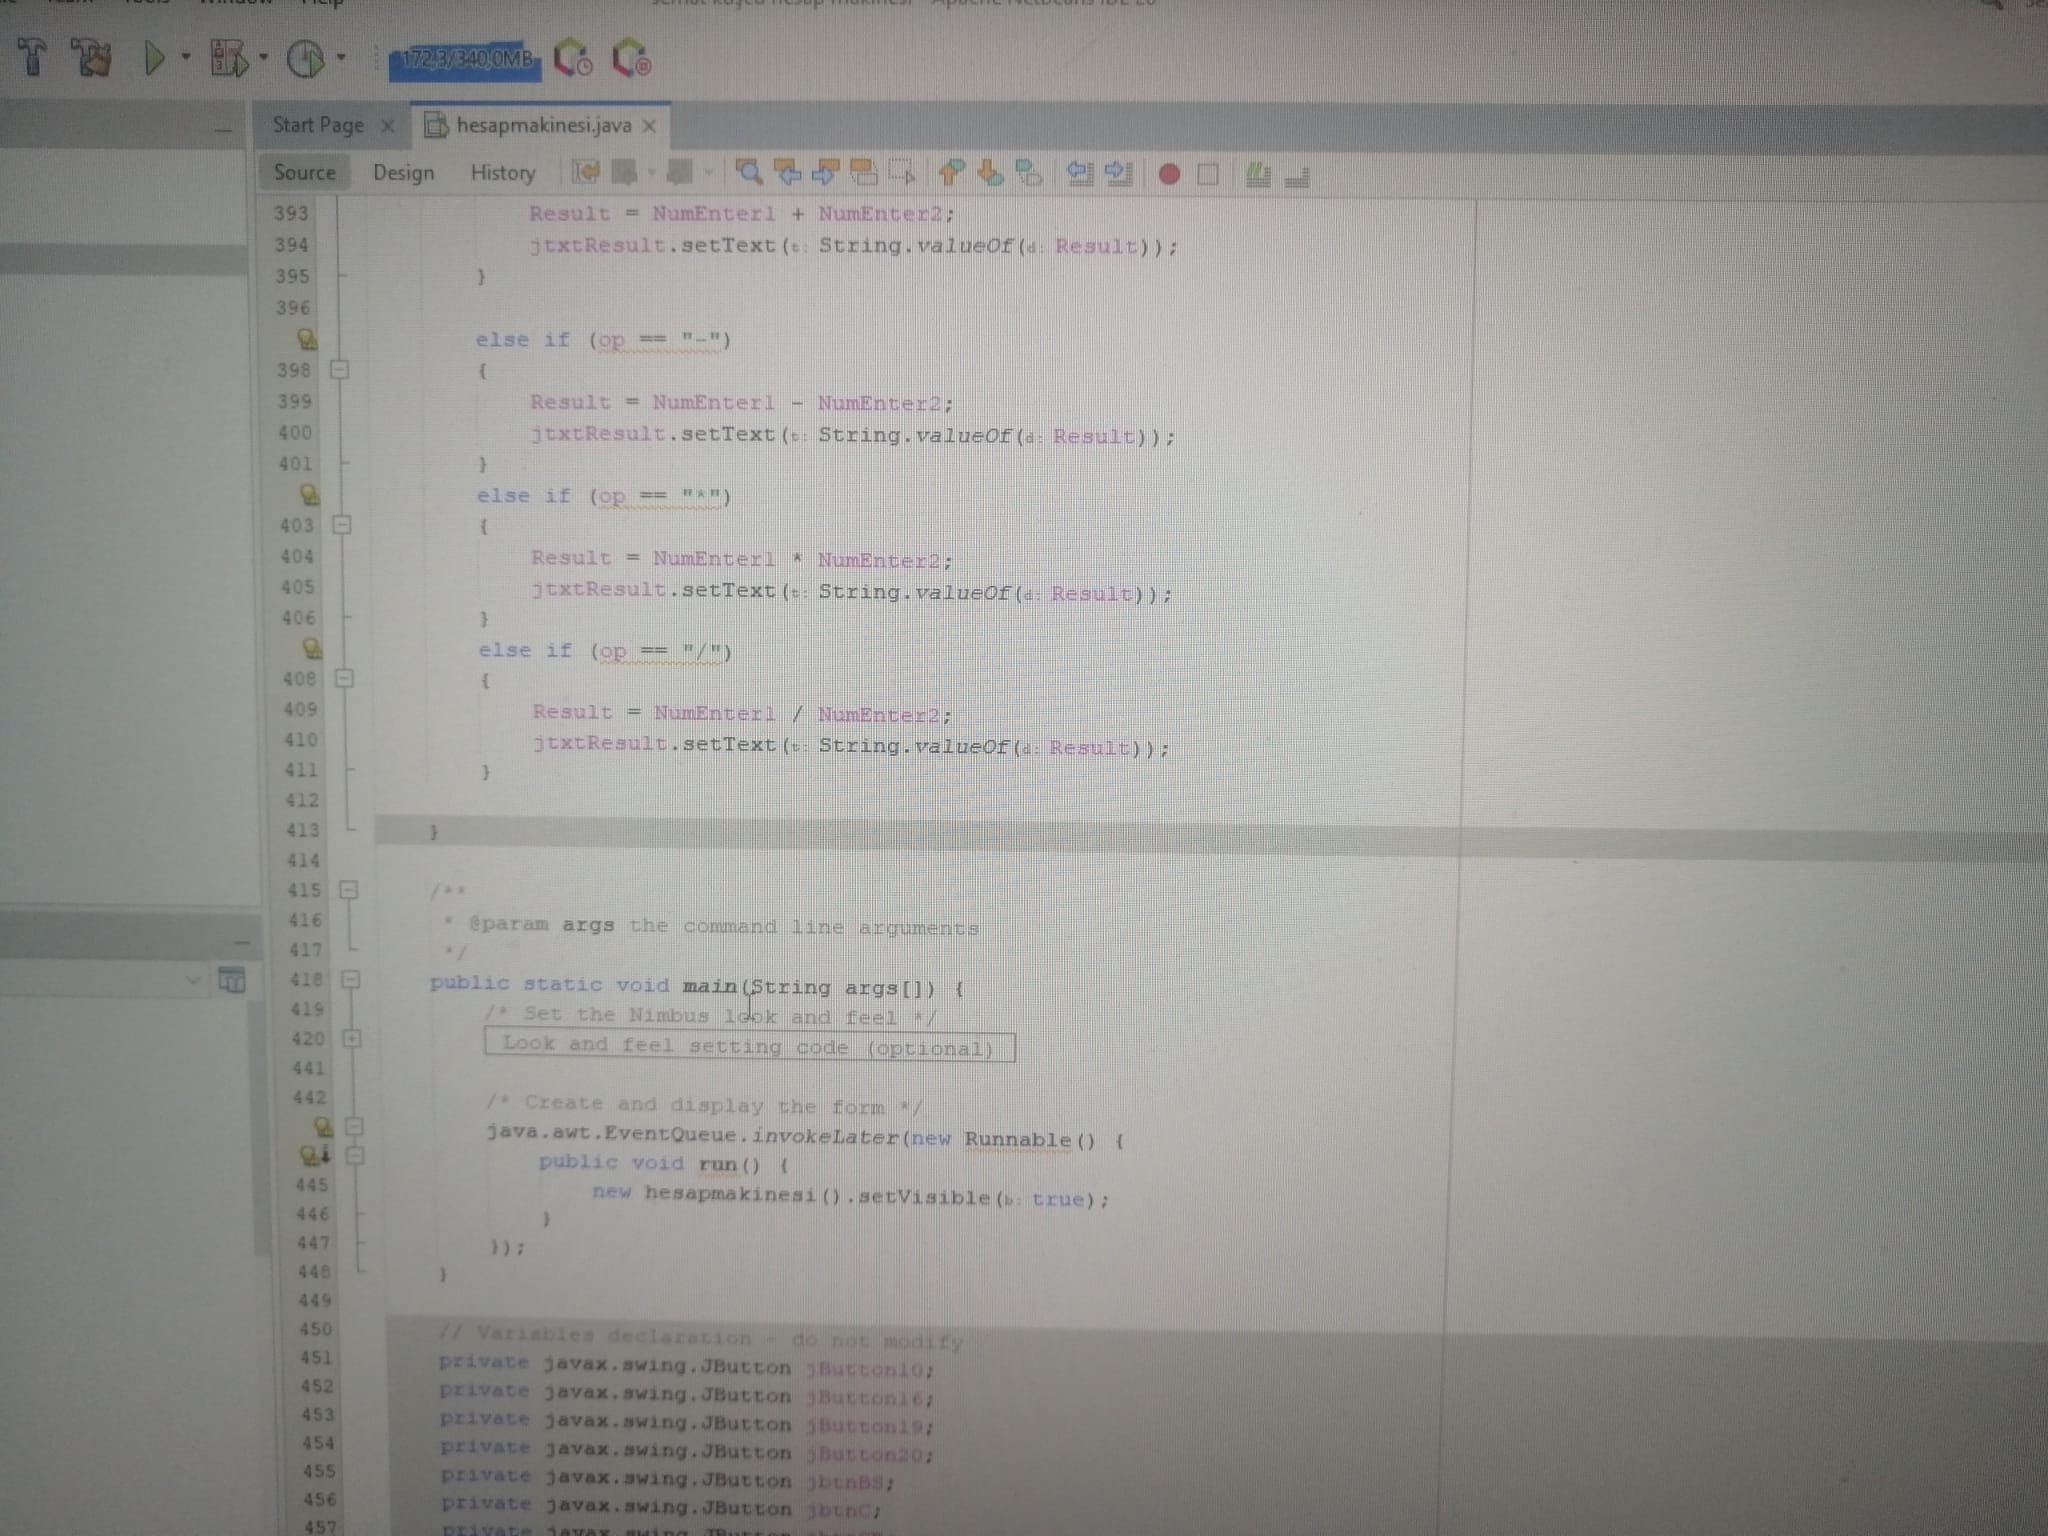 172,3/340,0MB
Start Page
hesapmakinesi.java
Source Design History
393 Result = NumEnter1 + NumEnter2;
394 jtxtResult.setText(t: String.valueOf(d: Result));
395 }
396
else if (op == "-")
398 {
399 Result = NumEnter1 - NumEnter2;
400 jtxtResult.setText(t: String.valueOf(d: Result));
401 }
else if (op == "*")
403 {
404 Result = NumEnter1 * NumEnter2;
405 jtxtResult.setText(t: String.valueOf(d: Result));
406 }
else if (op == "/")
408 {
409 Result = NumEnter1 / NumEnter2;
410 jtxtResult.setText(t: String.valueOf(d: Result));
411 }
412
413 }
414
415 /**
416 * @param args the command line arguments
417 */
418 public static void main(String args[]) {
419 /* Set the Nimbus look and feel */
420 Look and feel setting code (optional)
441
442 /* Create and display the form */
java.awt.EventQueue.invokeLater(new Runnable() {
public void run() {
445 new hesapmakinesi().setVisible(b: true);
446 }
447 });
448 }
449
450 // Variables declaration - do not modify
451 private javax.swing.JButton jButton10;
452 private javax.swing.JButton jButton16;
453 private javax.swing.JButton jButton19;
454 private javax.swing.JButton jButton20;
455 private javax.swing.JButton jbtnBS;
456 private javax.swing.JButton jbtnC;
457 private